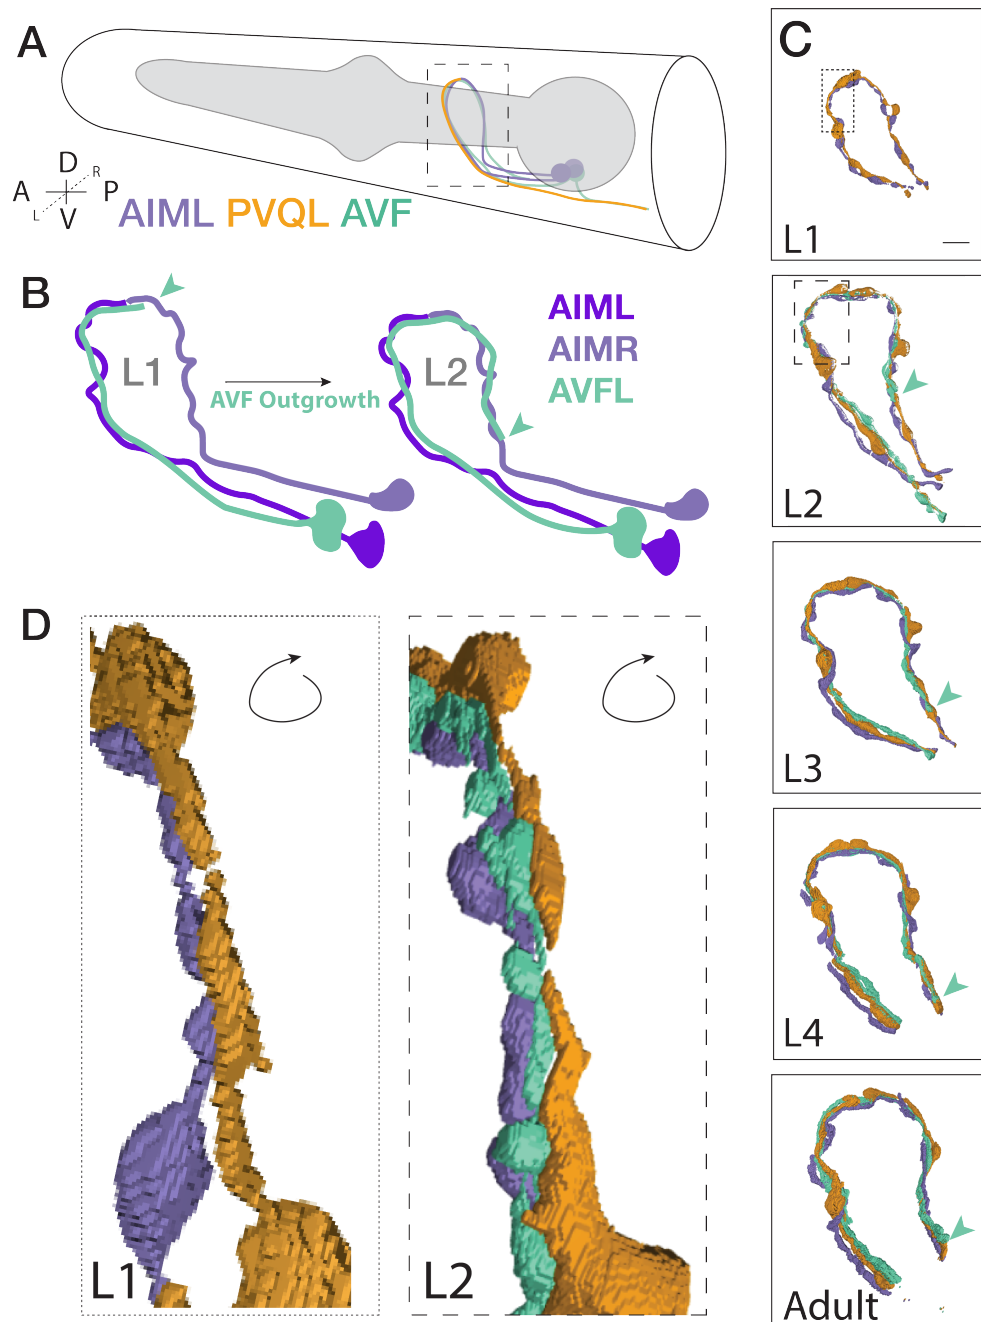 A
D
R
A P
L
V
AIML PVQL AVF
B
L1
AVF Outgrowth
L2
AIML
AIMR
AVFL
C
L1
L2
L3
L4
Adult
D
L1
L2